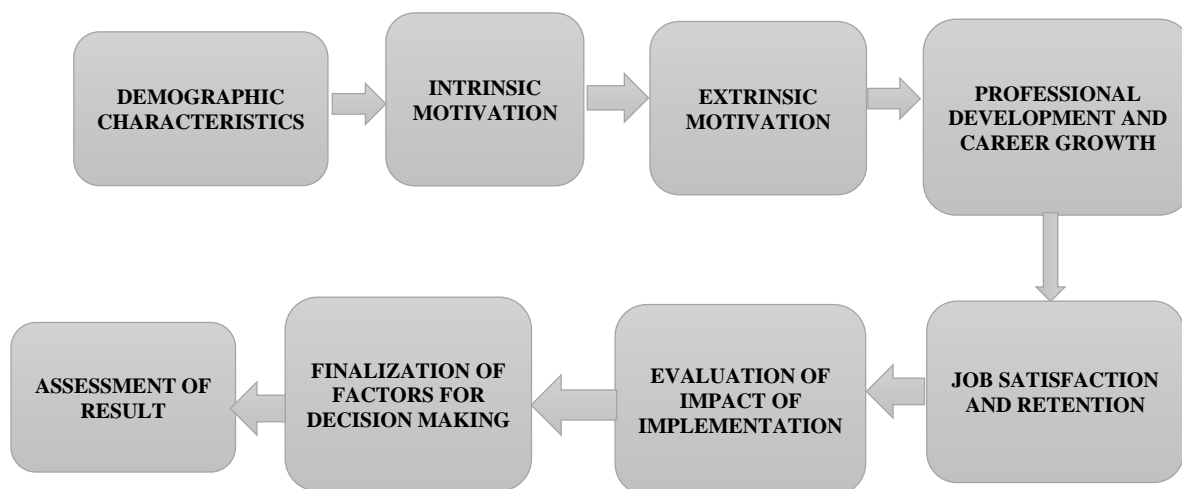 DEMOGRAPHIC
CHARACTERISTICS
INTRINSIC
MOTIVATION
EXTRINSIC
MOTIVATION
PROFESSIONAL
DEVELOPMENT AND
CAREER GROWTH
JOB SATISFACTION
AND RETENTION
EVALUATION OF
IMPACT OF
IMPLEMENTATION
FINALIZATION OF
FACTORS FOR
DECISION MAKING
ASSESSMENT OF
RESULT